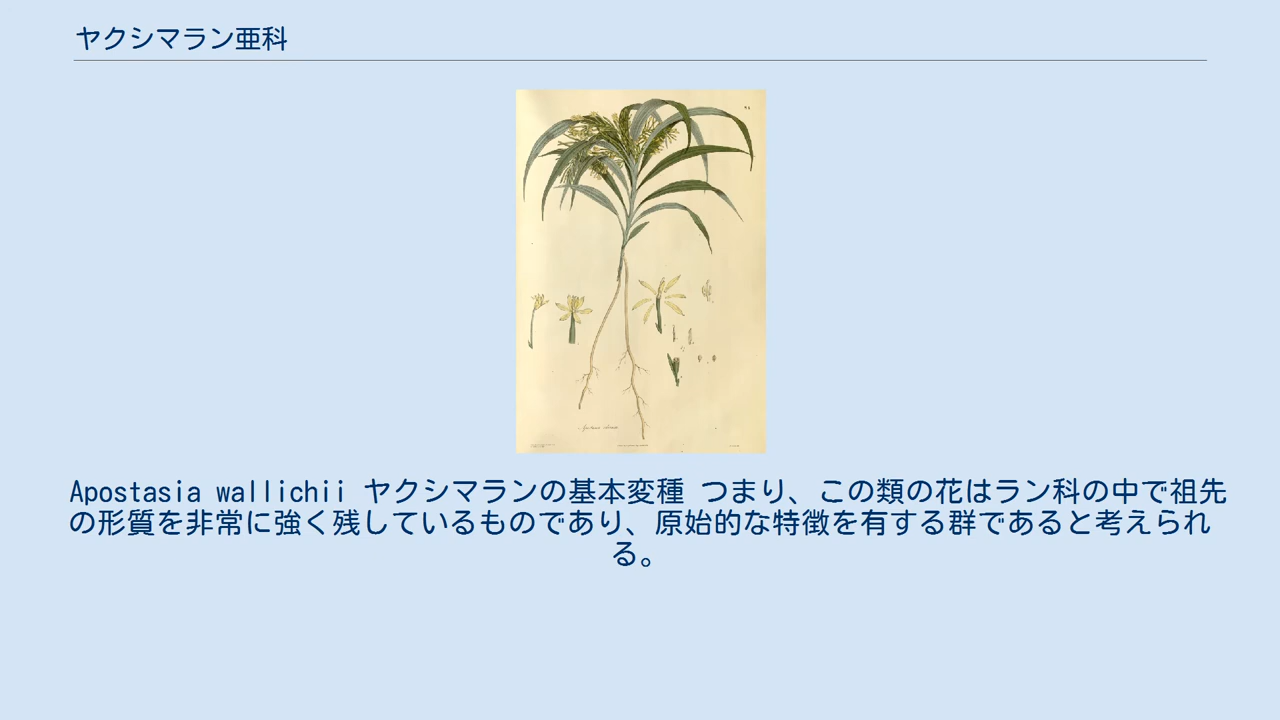 ヤクシマラン亜科
Apostasia wallichii ヤクシマランの基本変種 つまり、この類の花はラン科の中で祖先
の形質を非常に強く残しているものであり、原始的な特徴を有する群であると考えられ
る。